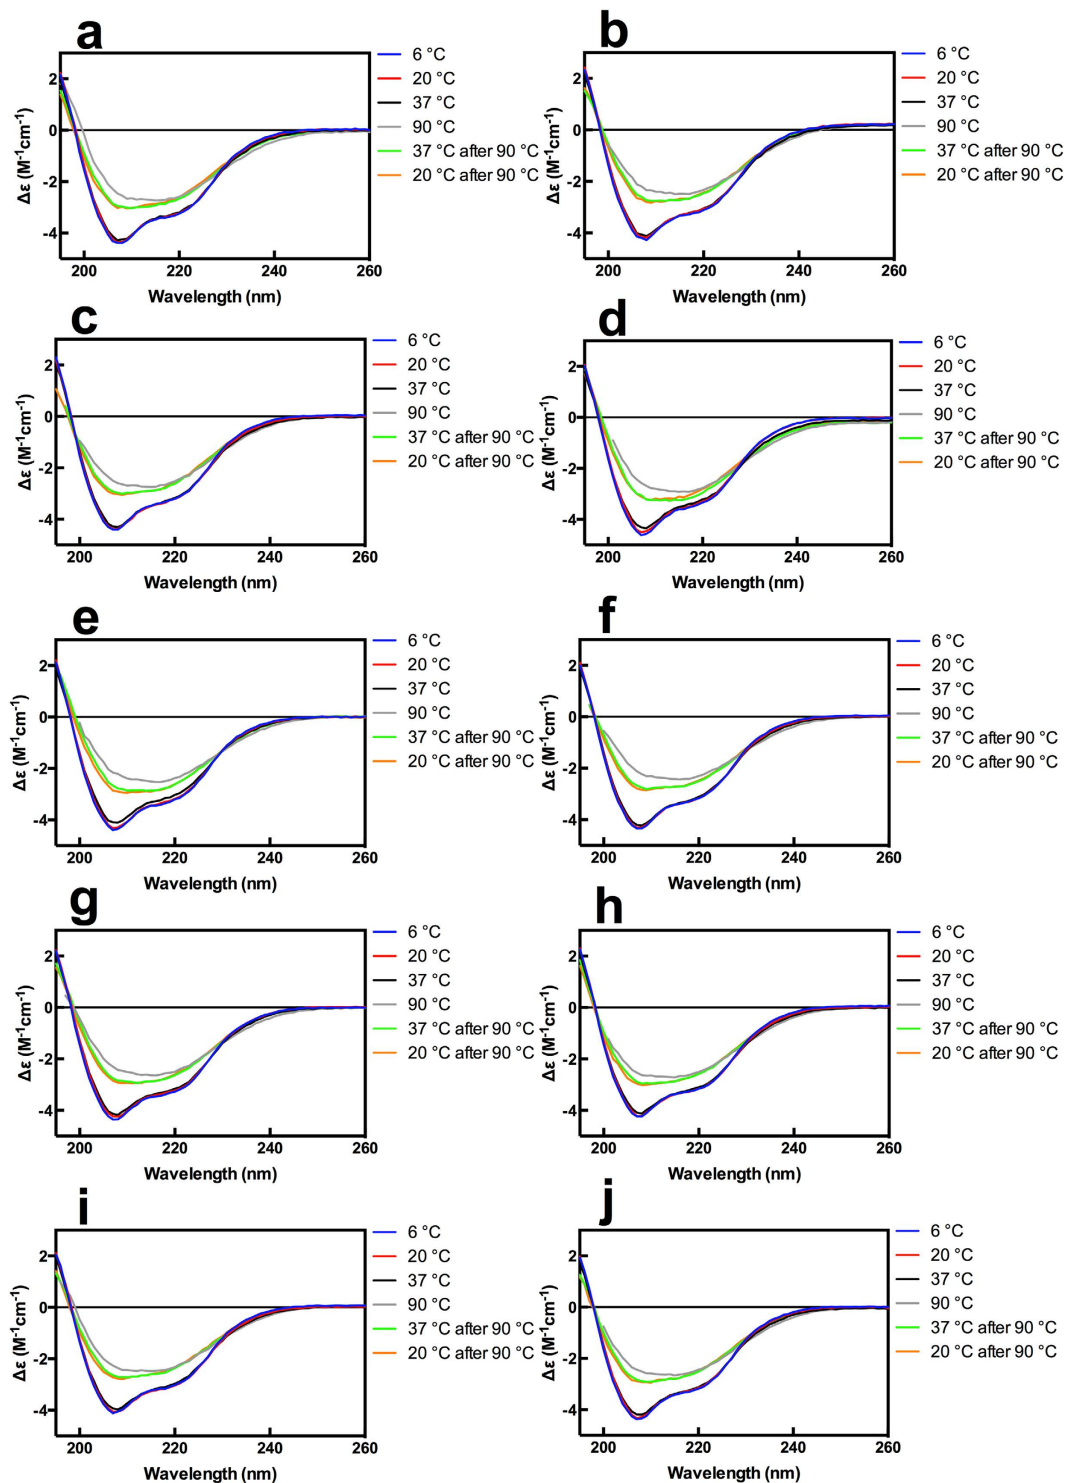 a
b
2
0
-2
-4
Δε (M⁻¹cm⁻¹)
200 220 240 260
Wavelength (nm)
6 °C
20 °C
37 °C
90 °C
37 °C after 90 °C
20 °C after 90 °C
2
0
-2
-4
Δε (M⁻¹cm⁻¹)
200 220 240 260
Wavelength (nm)
6 °C
20 °C
37 °C
90 °C
37 °C after 90 °C
20 °C after 90 °C
c
d
2
0
-2
-4
Δε (M⁻¹cm⁻¹)
200 220 240 260
Wavelength (nm)
6 °C
20 °C
37 °C
90 °C
37 °C after 90 °C
20 °C after 90 °C
2
0
-2
-4
Δε (M⁻¹cm⁻¹)
200 220 240 260
Wavelength (nm)
6 °C
20 °C
37 °C
90 °C
37 °C after 90 °C
20 °C after 90 °C
e
f
2
0
-2
-4
Δε (M⁻¹cm⁻¹)
200 220 240 260
Wavelength (nm)
6 °C
20 °C
37 °C
90 °C
37 °C after 90 °C
20 °C after 90 °C
2
0
-2
-4
Δε (M⁻¹cm⁻¹)
200 220 240 260
Wavelength (nm)
6 °C
20 °C
37 °C
90 °C
37 °C after 90 °C
20 °C after 90 °C
g
h
2
0
-2
-4
Δε (M⁻¹cm⁻¹)
200 220 240 260
Wavelength (nm)
6 °C
20 °C
37 °C
90 °C
37 °C after 90 °C
20 °C after 90 °C
2
0
-2
-4
Δε (M⁻¹cm⁻¹)
200 220 240 260
Wavelength (nm)
6 °C
20 °C
37 °C
90 °C
37 °C after 90 °C
20 °C after 90 °C
i
j
2
0
-2
-4
Δε (M⁻¹cm⁻¹)
200 220 240 260
Wavelength (nm)
6 °C
20 °C
37 °C
90 °C
37 °C after 90 °C
20 °C after 90 °C
2
0
-2
-4
Δε (M⁻¹cm⁻¹)
200 220 240 260
Wavelength (nm)
6 °C
20 °C
37 °C
90 °C
37 °C after 90 °C
20 °C after 90 °C